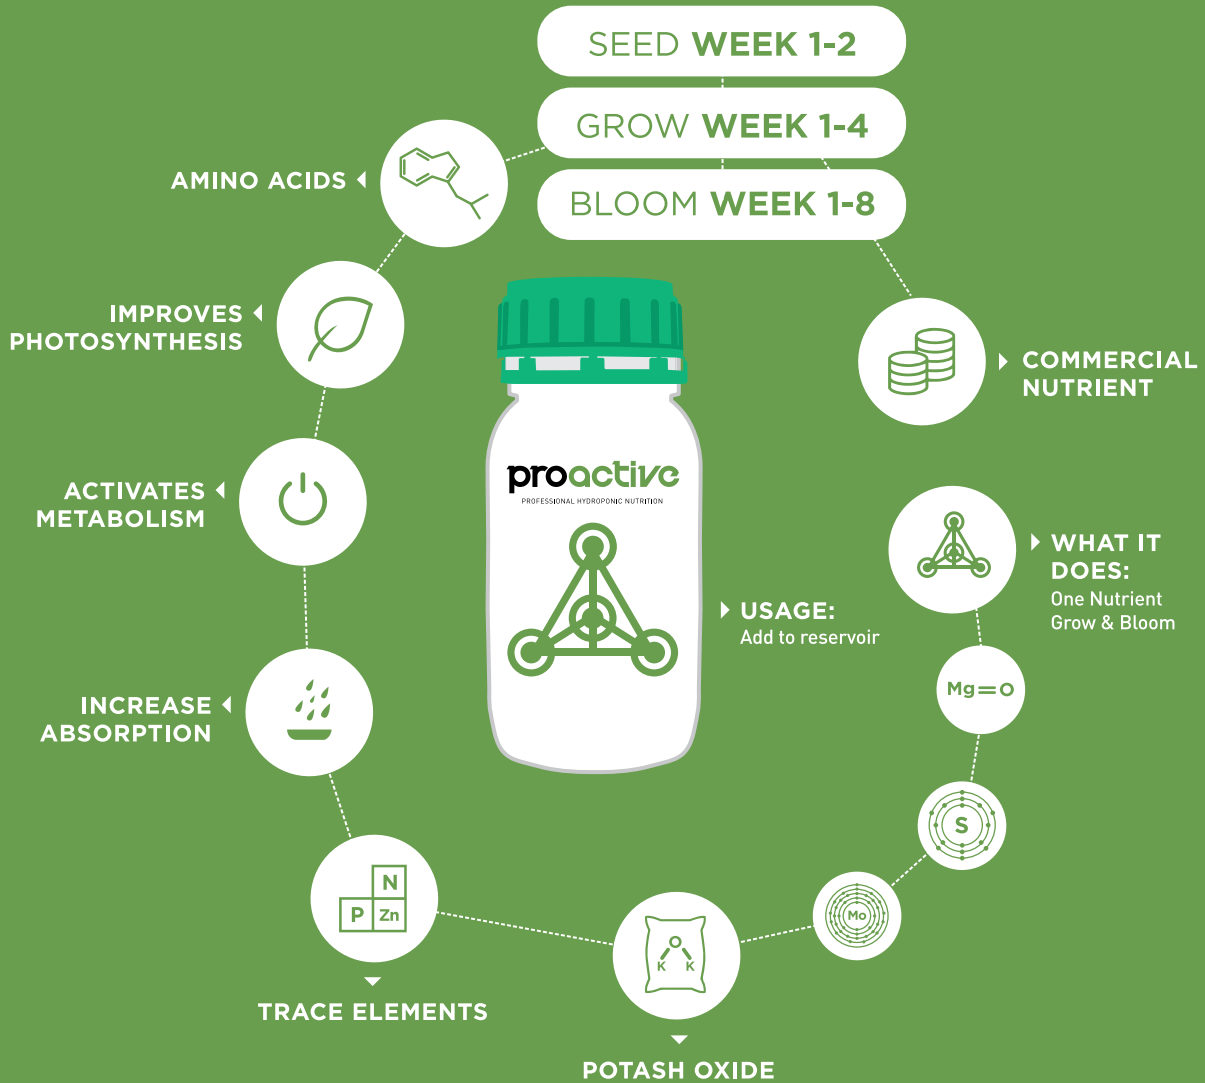 SEED WEEK 1-2
GROW WEEK 1-4
BLOOM WEEK 1-8
AMINO ACIDS
IMPROVES
PHOTOSYNTHESIS
ACTIVATES
METABOLISM
INCREASE
ABSORPTION
N
P Zn
TRACE ELEMENTS
O
K K
POTASH OXIDE
Mo
S
Mg=O
WHAT IT
DOES:
One Nutrient
Grow & Bloom
COMMERCIAL
NUTRIENT
proactive
PROFESSIONAL HYDROPONIC NUTRITION
USAGE:
Add to reservoir